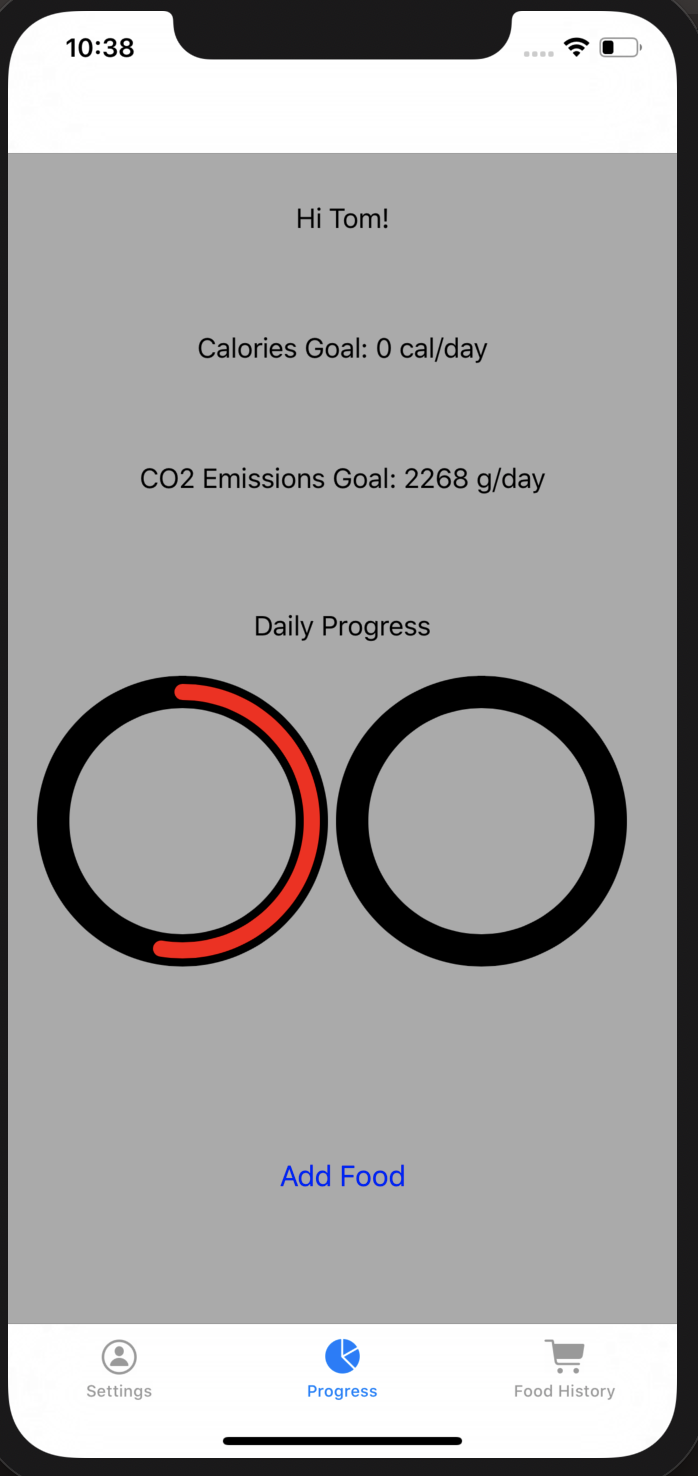 10:38
Hi Tom!
Calories Goal: 0 cal/day
CO2 Emissions Goal: 2268 g/day
Daily Progress
Add Food
Settings
Progress
Food History